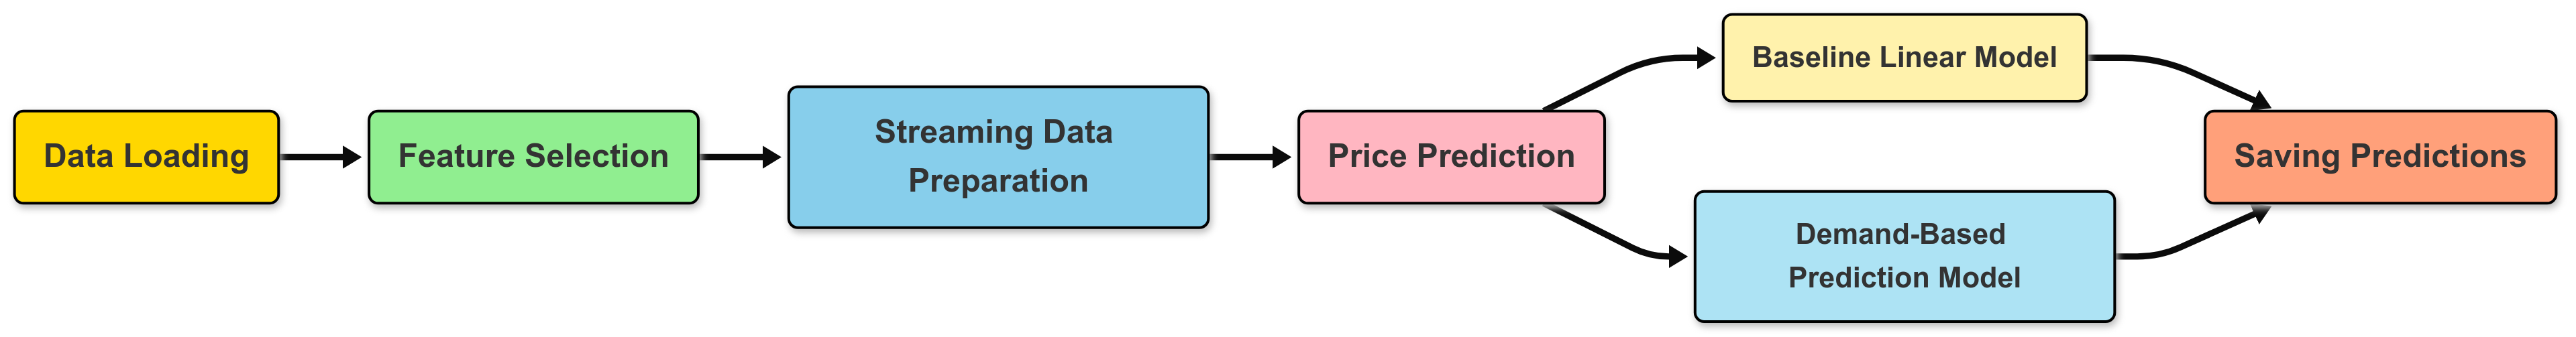 Data Loading
Feature Selection
Streaming Data
Preparation
Price Prediction
Baseline Linear Model
Demand-Based
Prediction Model
Saving Predictions